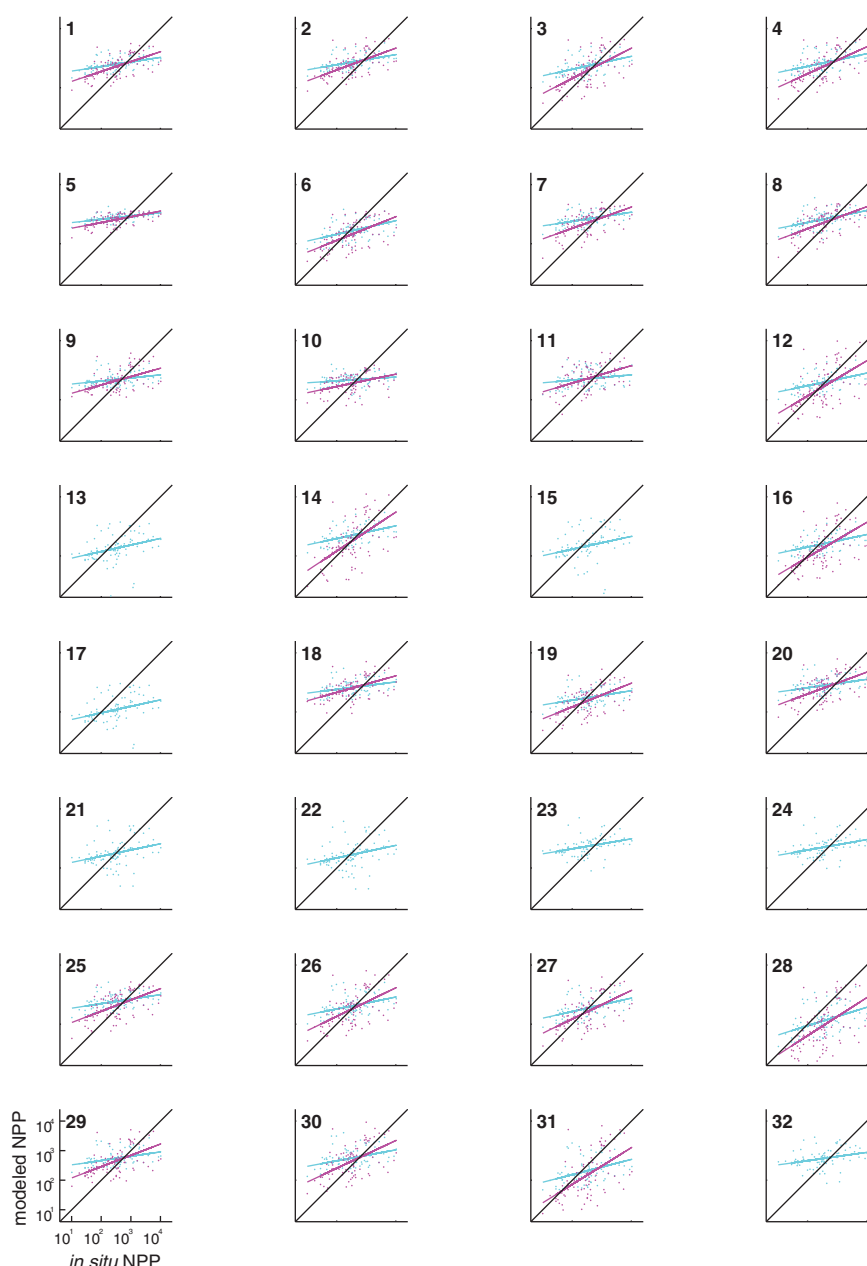 1 2 3 4
5 6 7 8
9 10 11 12
13 14 15 16
17 18 19 20
21 22 23 24
25 26 27 28
29 30 31 32
modeled NPP
10⁴
10³
10²
10¹
10¹ 10² 10³ 10⁴
in situ NPP